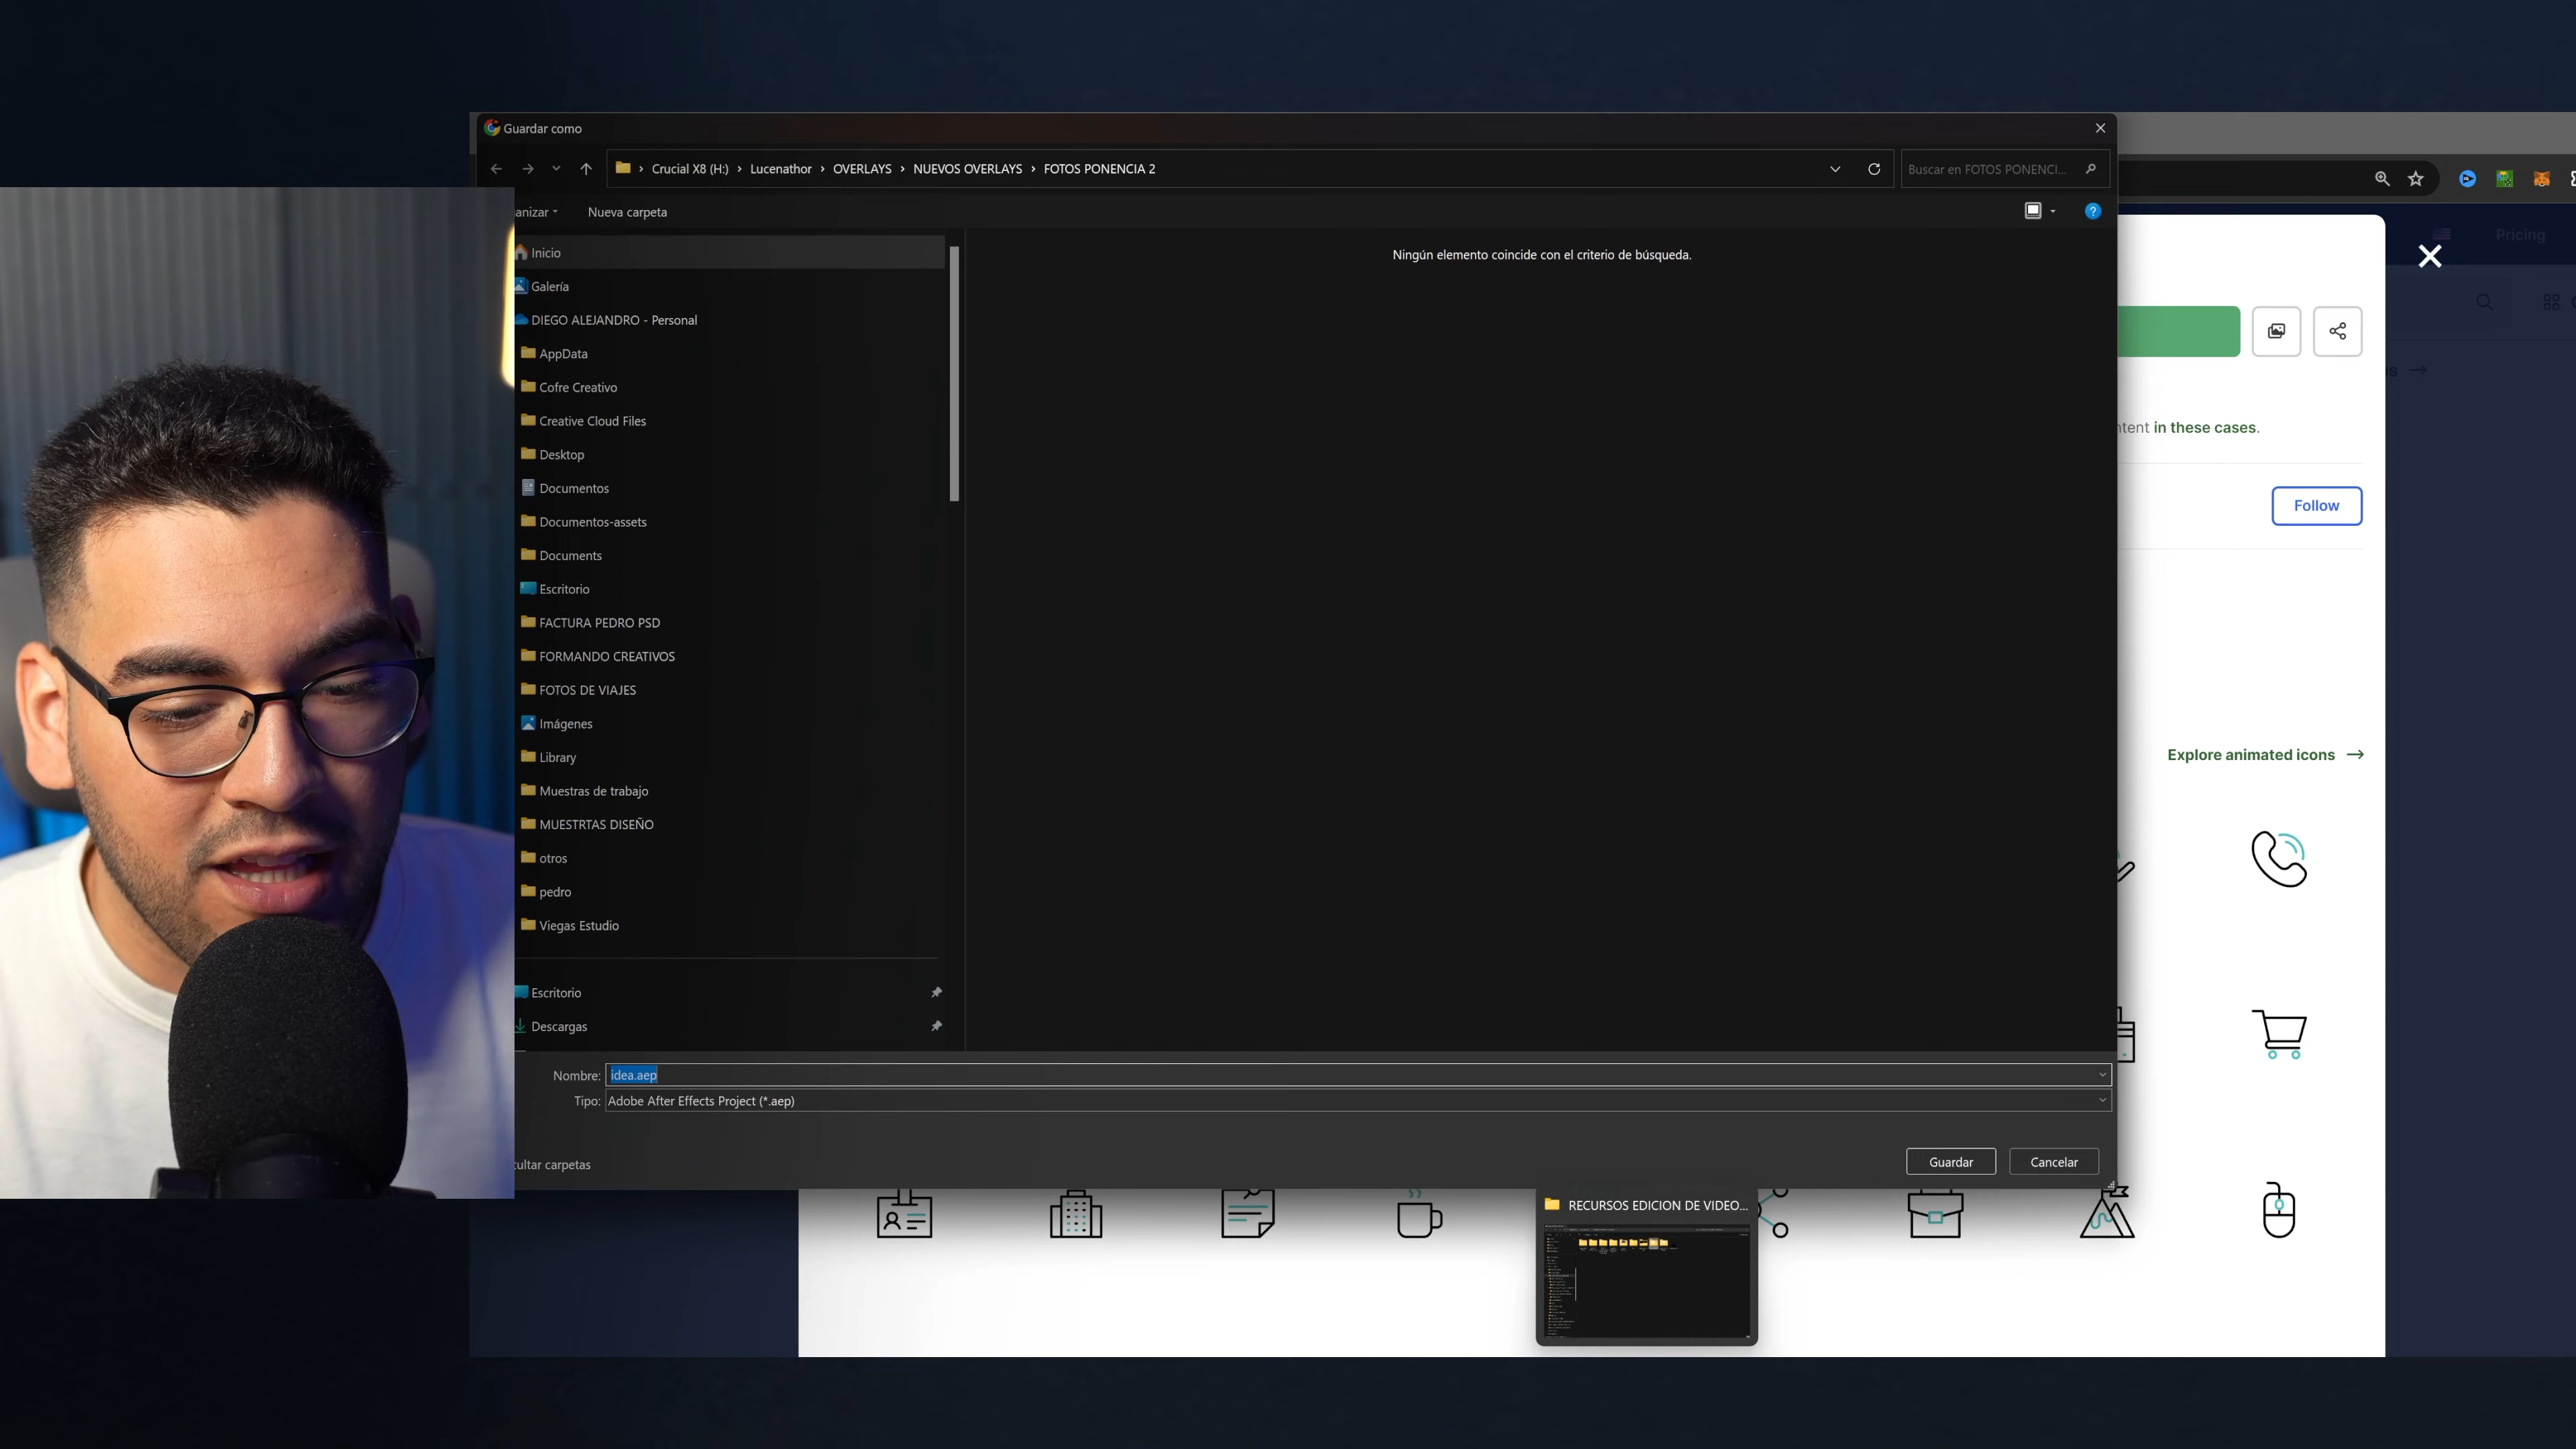 Guardar como
Crucial X8 (H:) › Lucenathor › OVERLAYS › NUEVOS OVERLAYS › FOTOS PONENCIA 2
Buscar en FOTOS PONENCI...
anizar
Nueva carpeta
Pricing
Inicio
Ningún elemento coincide con el criterio de búsqueda.
Galería
DIEGO ALEJANDRO - Personal
AppData
Cofre Creativo
Creative Cloud Files
in these cases.
Desktop
Documentos
Follow
Documentos-assets
Documents
Escritorio
FACTURA PEDRO PSD
FORMANDO CREATIVOS
FOTOS DE VIAJES
Imágenes
Library
Explore animated icons →
Muestras de trabajo
MUESTRTAS DISEÑO
otros
pedro
Viegas Estudio
Escritorio
Descargas
Nombre: idea.aep
Tipo: Adobe After Effects Project (*.aep)
Guardar
Cancelar
cultar carpetas
RECURSOS EDICION DE VIDEO...